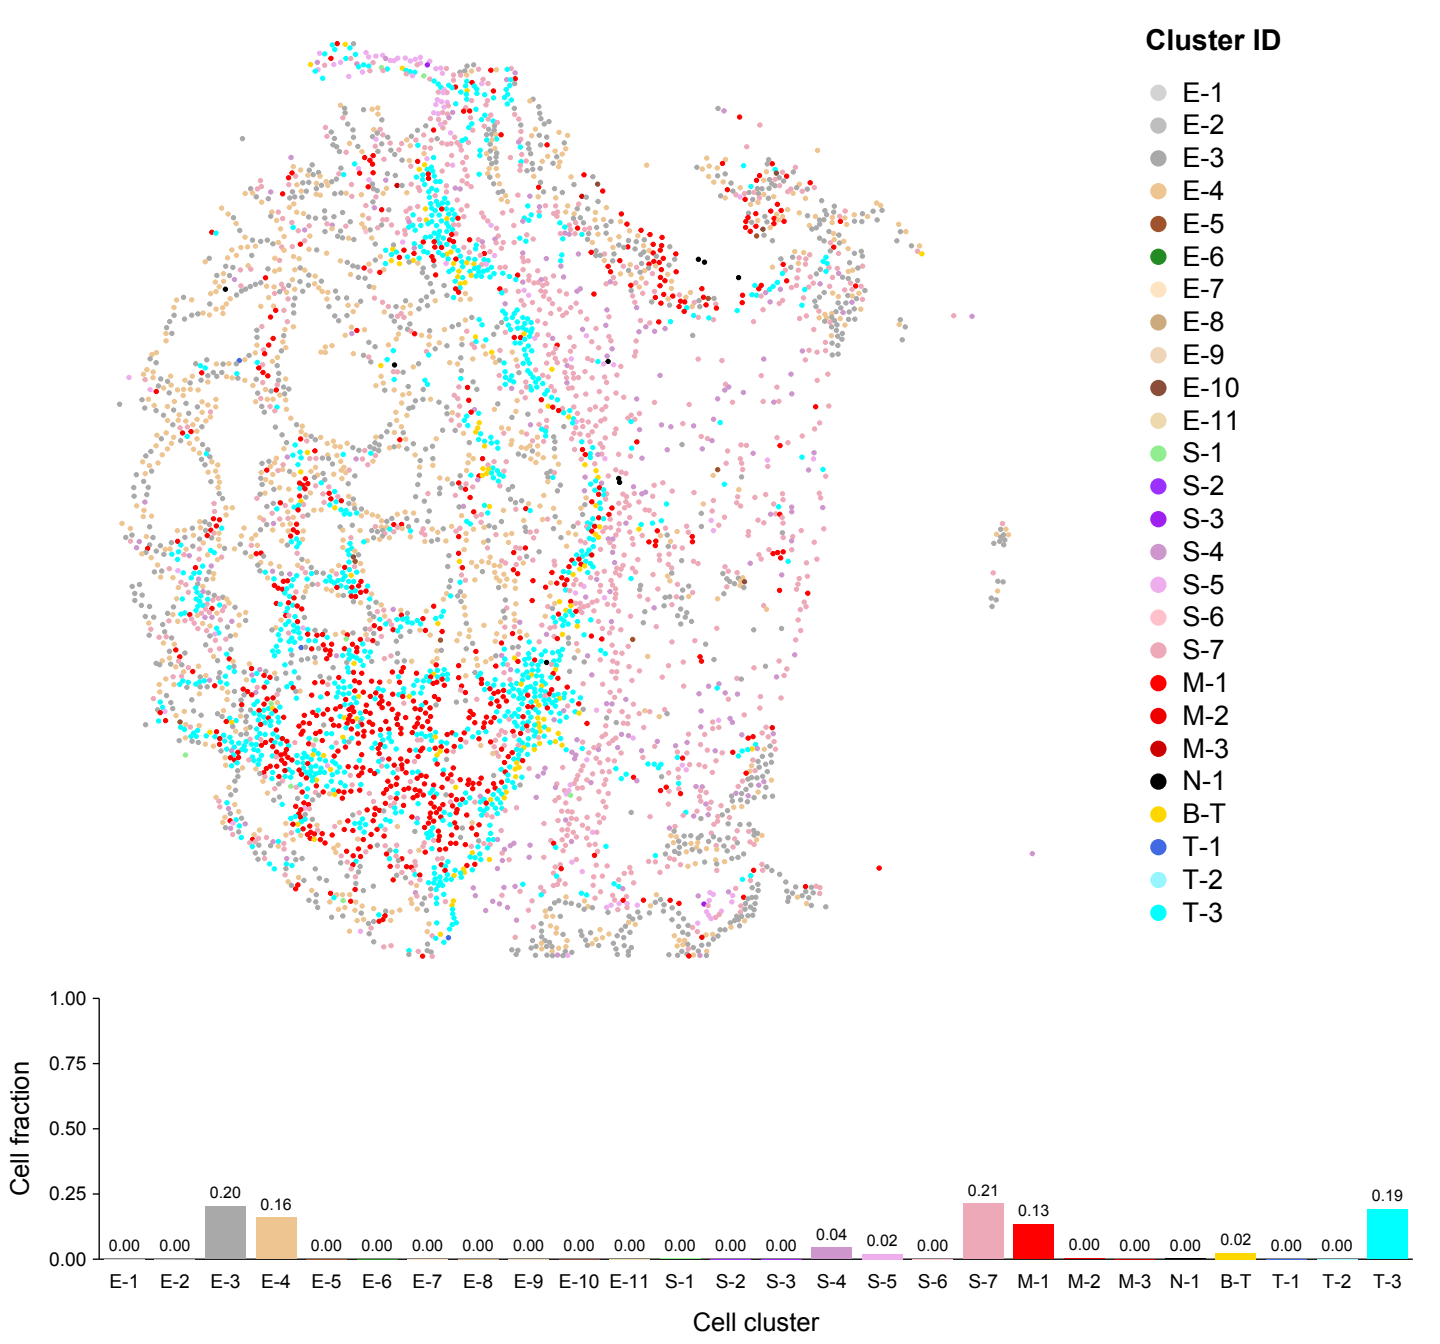 Cluster ID
E-1
E-2
E-3
E-4
E-5
E-6
E-7
E-8
E-9
E-10
E-11
S-1
S-2
S-3
S-4
S-5
S-6
S-7
M-1
M-2
M-3
N-1
B-T
T-1
T-2
T-3
Cell fraction
1.00
0.75
0.50
0.25
0.00
0.00 0.00 0.20 0.16 0.00 0.00 0.00 0.00 0.00 0.00 0.00 0.00 0.00 0.00 0.04 0.02 0.00 0.21 0.13 0.00 0.00 0.00 0.02 0.00 0.00 0.19
E-1 E-2 E-3 E-4 E-5 E-6 E-7 E-8 E-9 E-10 E-11 S-1 S-2 S-3 S-4 S-5 S-6 S-7 M-1 M-2 M-3 N-1 B-T T-1 T-2 T-3
Cell cluster